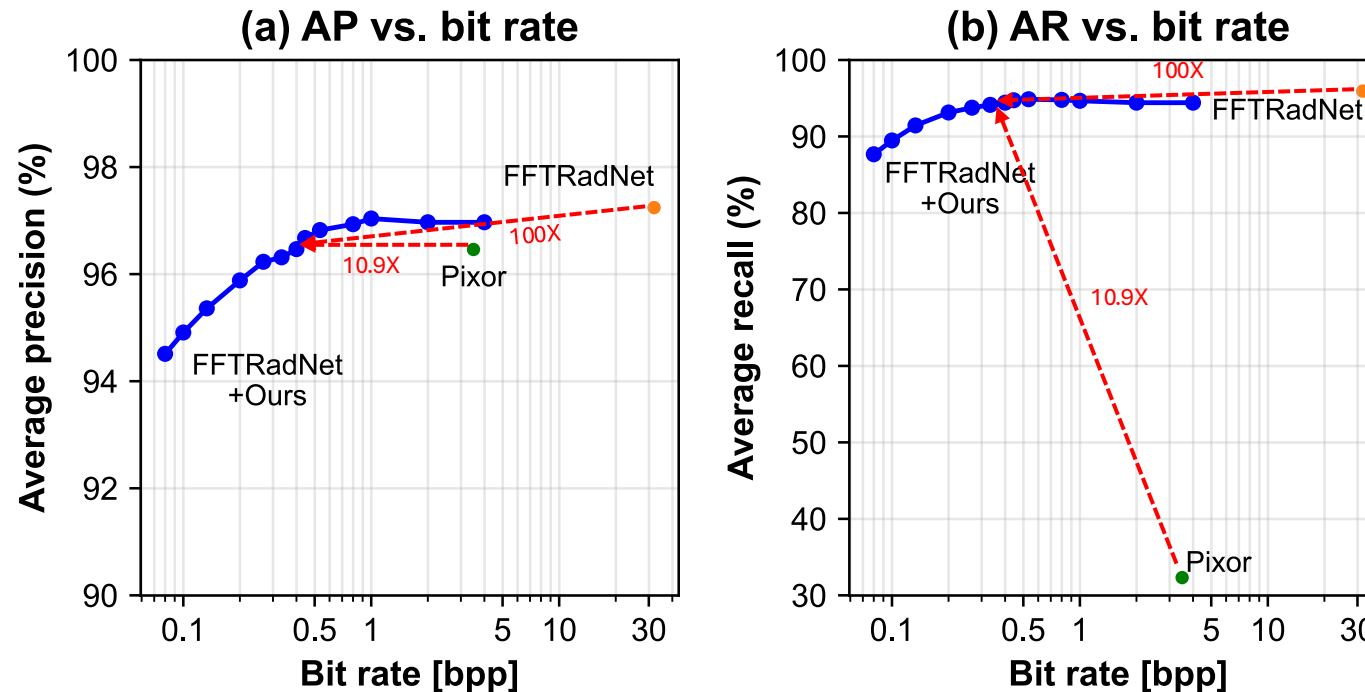 (a) AP vs. bit rate
100
98
96
94
92
90
Average precision (%)
FFTRadNet
100X
10.9X
Pixor
FFTRadNet
+Ours
0.1
0.5
1
5
10
30
Bit rate [bpp]
(b) AR vs. bit rate
100
90
80
70
60
50
40
30
Average recall (%)
100X
FFTRadNet
FFTRadNet
+Ours
10.9X
Pixor
0.1
0.5
1
5
10
30
Bit rate [bpp]